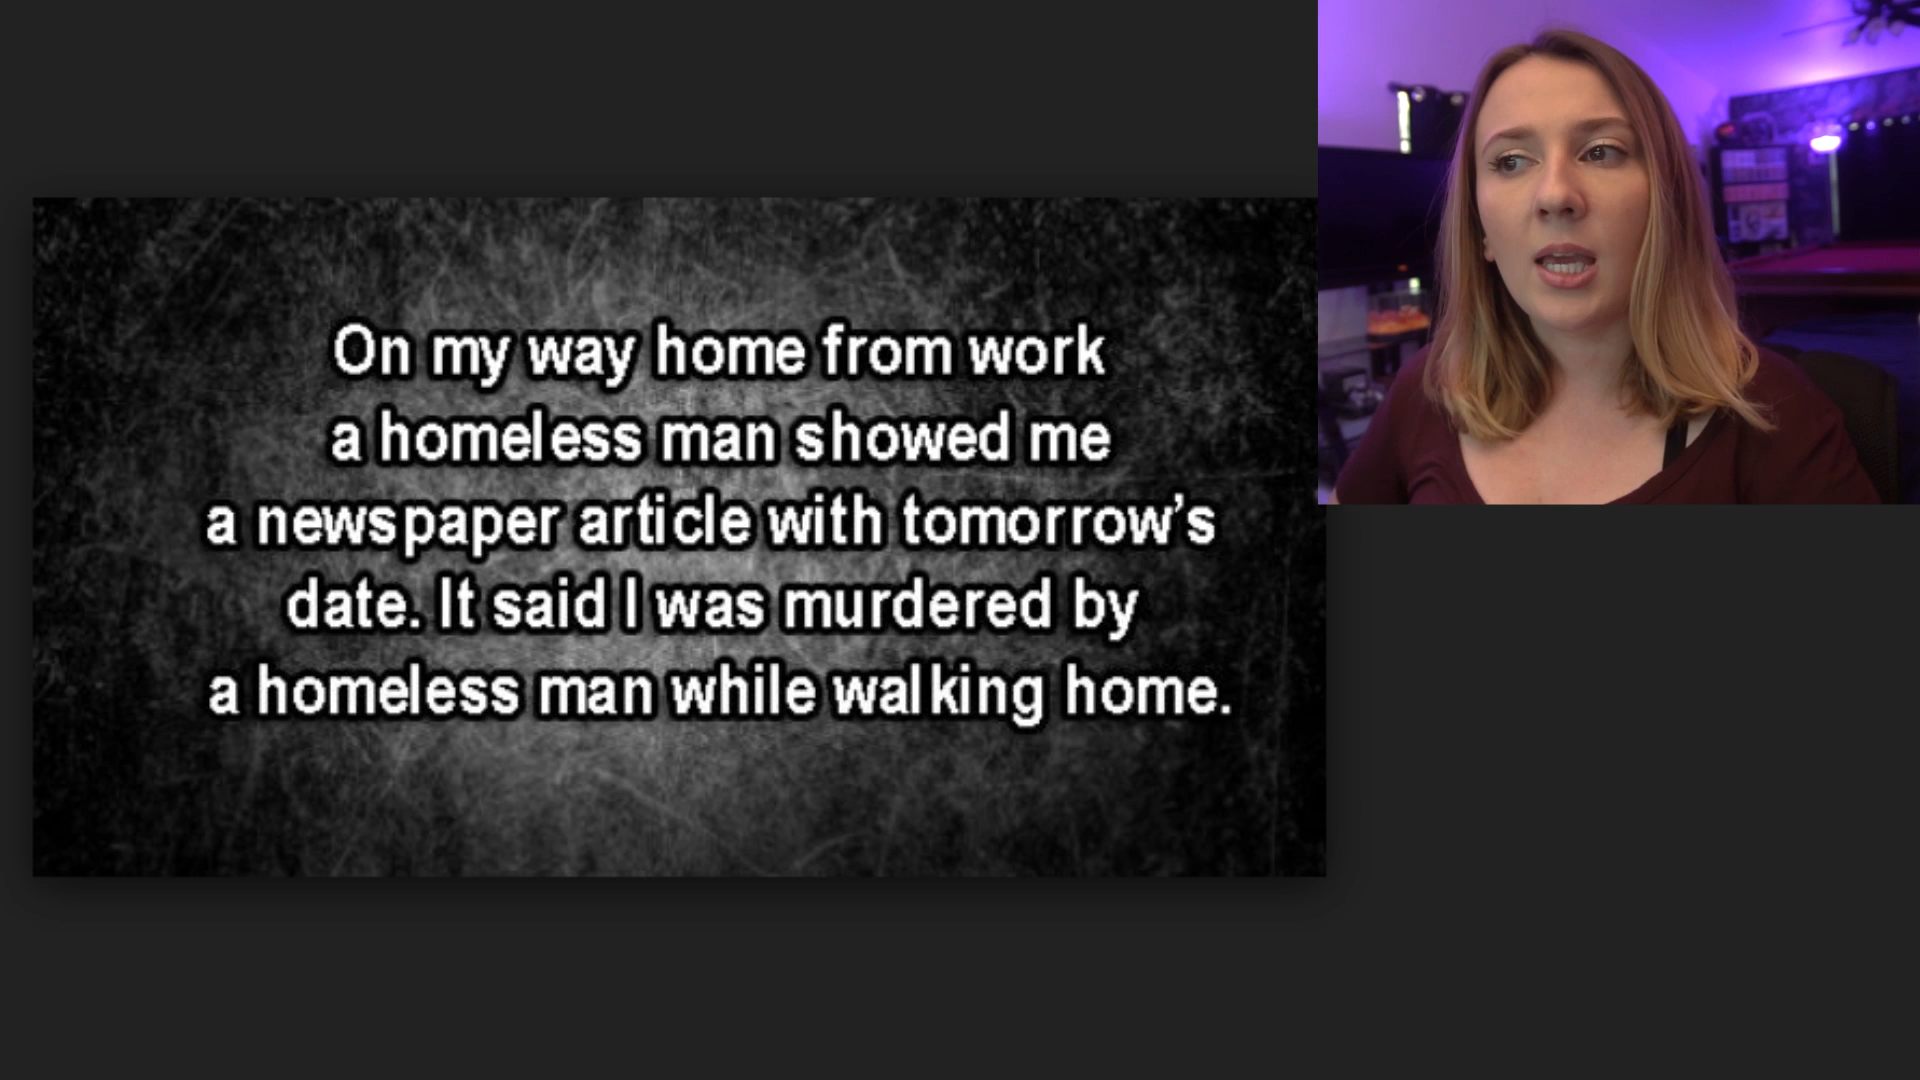 On my way home from work
a homeless man showed me
a newspaper article with tomorrow’s
date. It said I was murdered by
a homeless man while walking home.